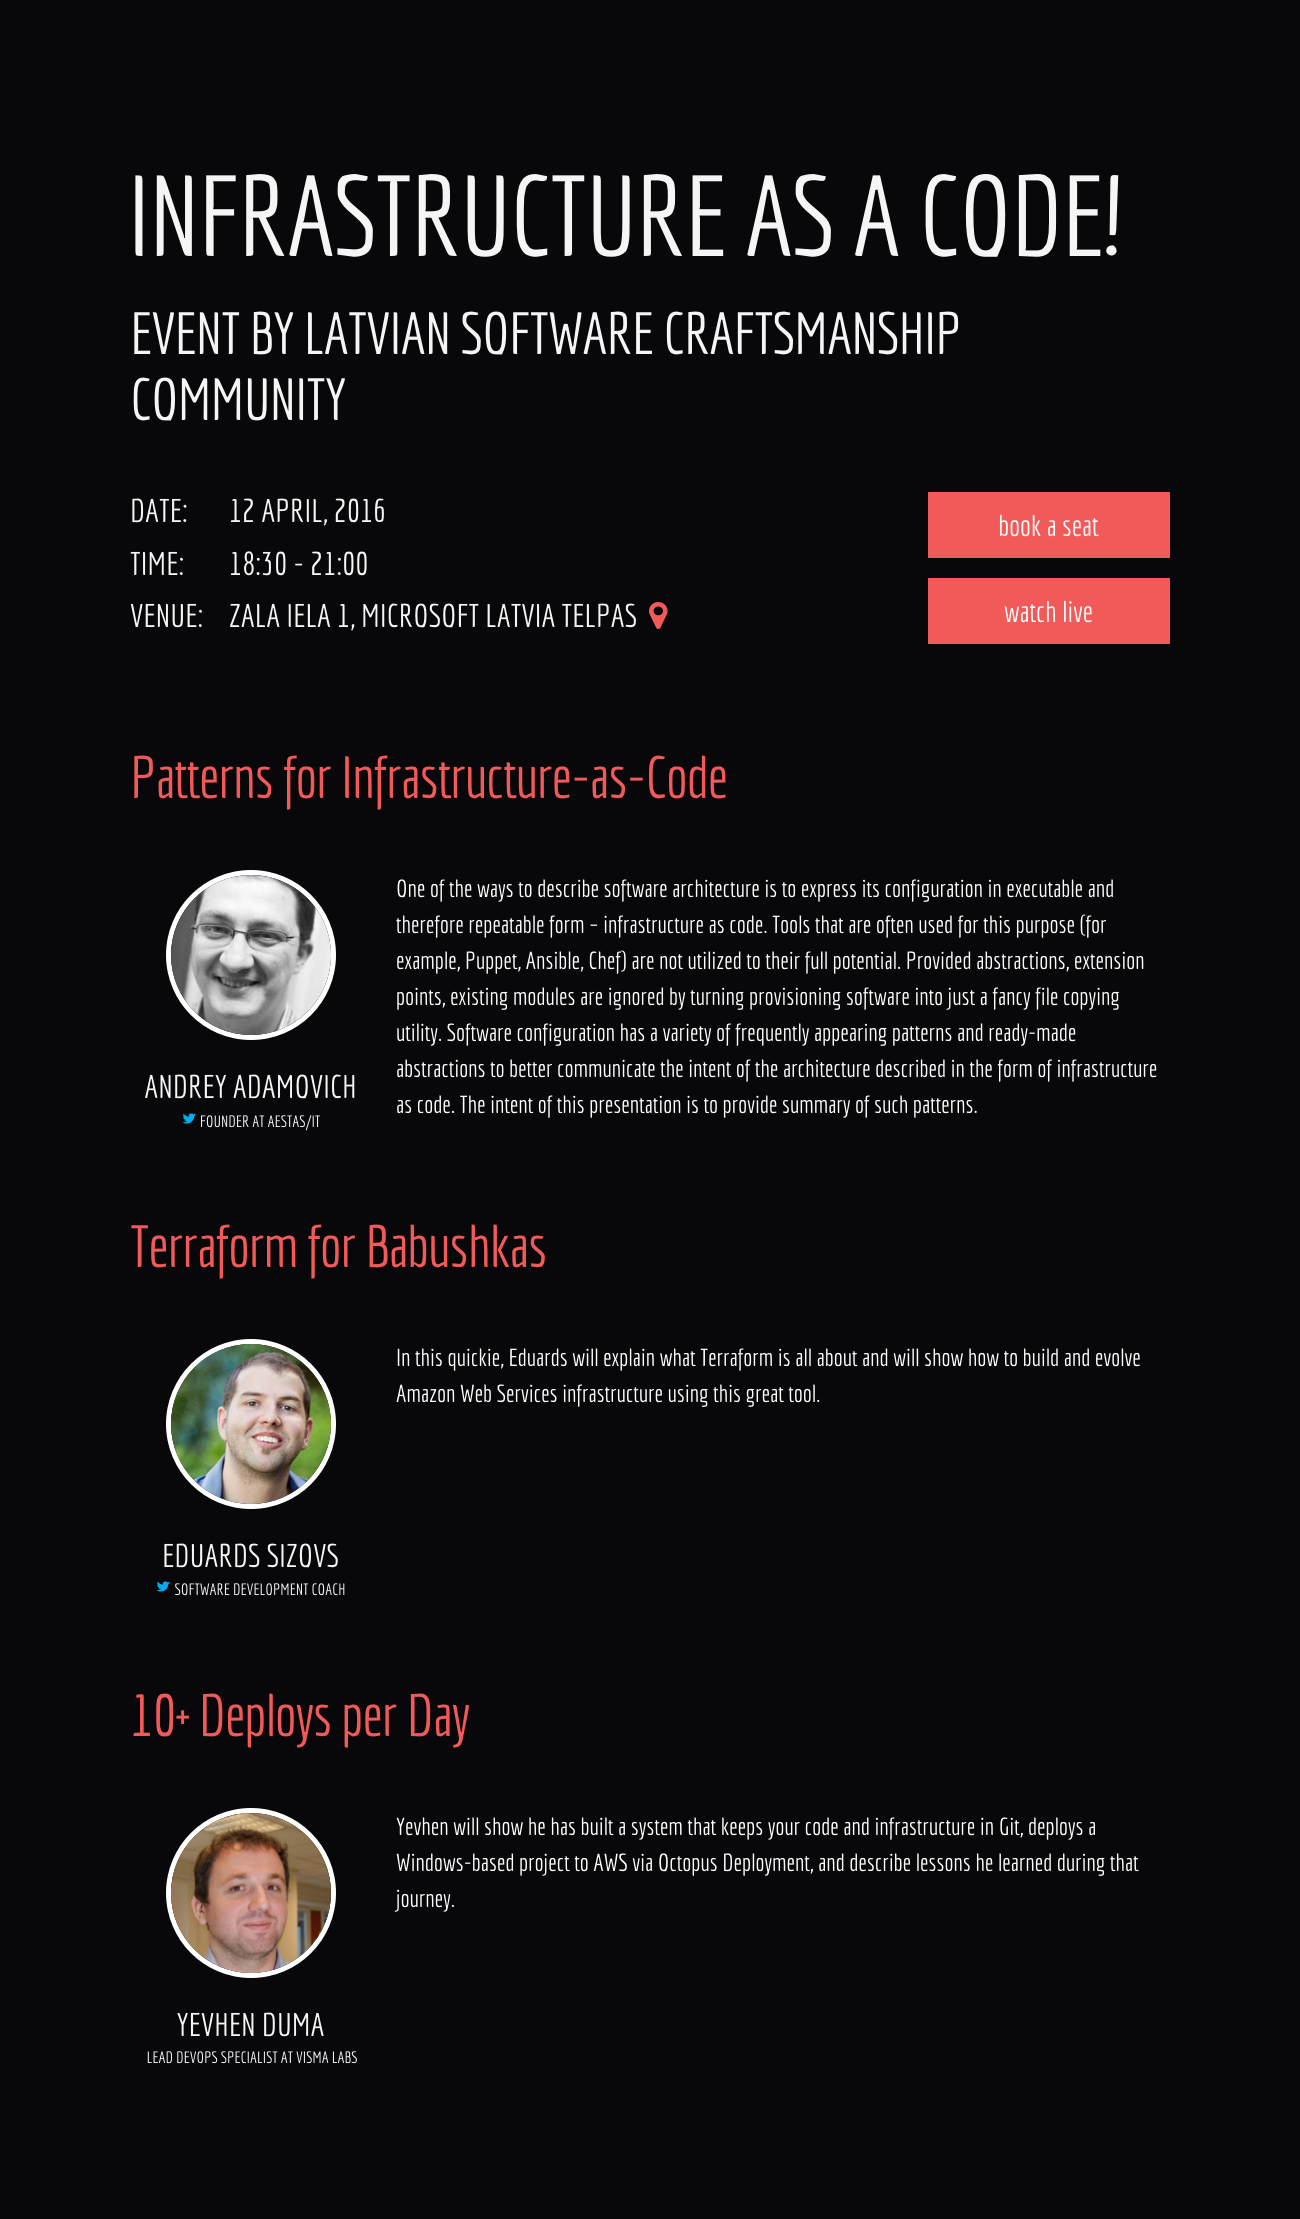 INFRASTRUCTURE AS A CODE!
EVENT BY LATVIAN SOFTWARE CRAFTSMANSHIP
COMMUNITY
DATE: 12 APRIL, 2016
TIME: 18:30 - 21:00
VENUE: ZALA IELA 1, MICROSOFT LATVIA TELPAS
book a seat
watch live
Patterns for Infrastructure-as-Code
One of the ways to describe software architecture is to express its configuration in executable and
therefore repeatable form – infrastructure as code. Tools that are often used for this purpose (for
example, Puppet, Ansible, Chef) are not utilized to their full potential. Provided abstractions, extension
points, existing modules are ignored by turning provisioning software into just a fancy file copying
utility. Software configuration has a variety of frequently appearing patterns and ready-made
abstractions to better communicate the intent of the architecture described in the form of infrastructure
as code. The intent of this presentation is to provide summary of such patterns.
ANDREY ADAMOVICH
FOUNDER AT AESTAS/IT
Terraform for Babushkas
In this quickie, Eduards will explain what Terraform is all about and will show how to build and evolve
Amazon Web Services infrastructure using this great tool.
EDUARDS SIZOVS
SOFTWARE DEVELOPMENT COACH
10+ Deploys per Day
Yevhen will show he has built a system that keeps your code and infrastructure in Git, deploys a
Windows-based project to AWS via Octopus Deployment, and describe lessons he learned during that
journey.
YEVHEN DUMA
LEAD DEVOPS SPECIALIST AT VISMA LABS